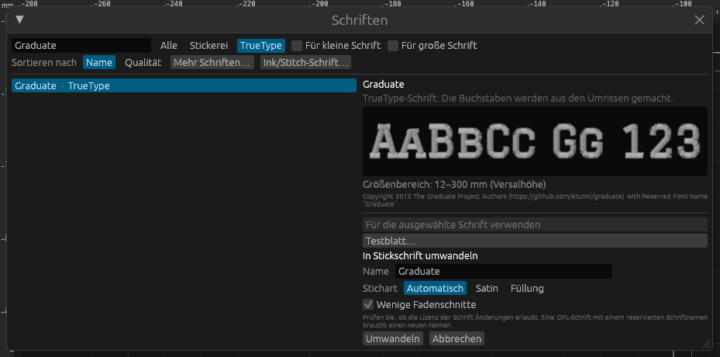 mm -280 -260 -240 -220 -200 -180 -160 -140 -120 -100
Schriften
Graduate Alle Stickerei TrueType Für kleine Schrift Für große Schrift
Sortieren nach Name Qualität Mehr Schriften… Ink/Stitch-Schrift…
Graduate · TrueType
Graduate
TrueType-Schrift: Die Buchstaben werden aus den Umrissen gemacht.
AaBbCc Gg 123
Größenbereich: 12–300 mm (Versalhöhe)
Copyright 2012 The Graduate Project Authors (https://github.com/etunni/graduate) with Reserved Font Name
"Graduate"
Für die ausgewählte Schrift verwenden
Testblatt…
In Stickschrift umwandeln
Name Graduate
Stichart Automatisch Satin Füllung
Wenige Fadenschnitte
Prüfen Sie, ob die Lizenz der Schrift Änderungen erlaubt. Eine OFL-Schrift mit einem reservierten Schriftnamen
braucht einen neuen Namen.
Umwandeln Abbrechen